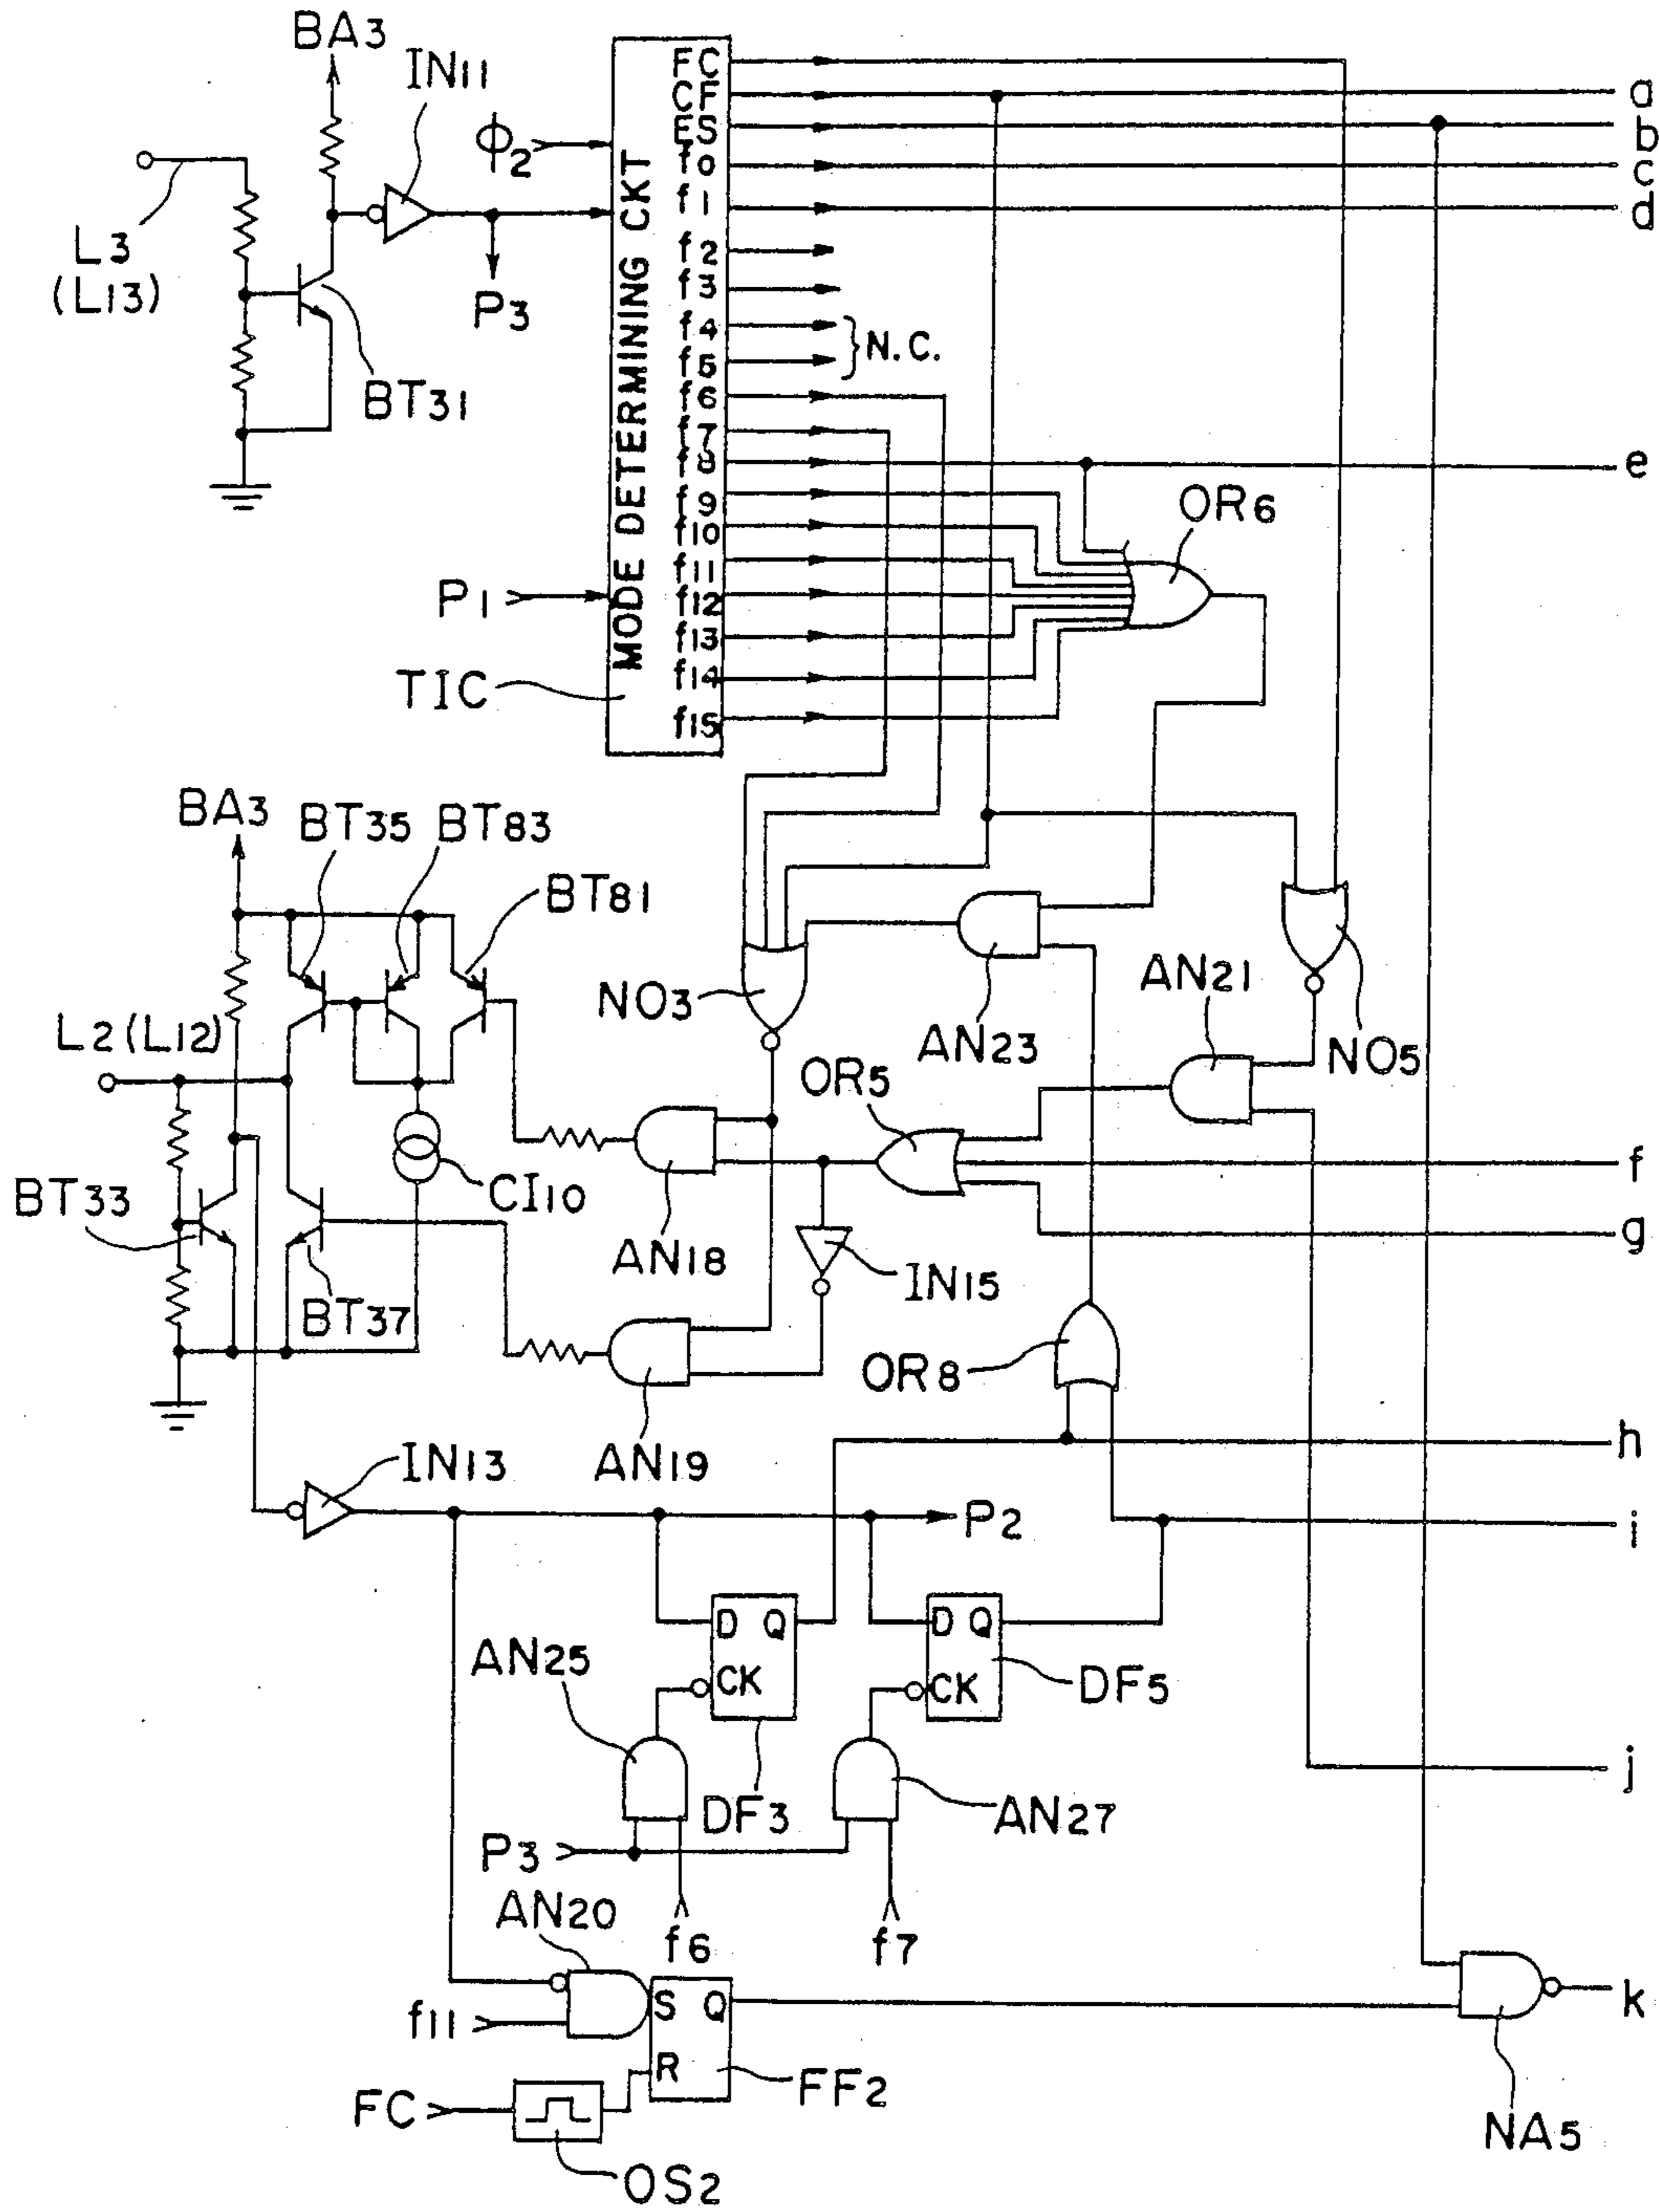 BA3
IN11
L3
(L13)
BT31
P3
ϕ2
P1
TIC
MODE DETERMINING CKT
FC
CF
ES
f0
f1
f2
f3
f4
f5
f6
f7
f8
f9
f10
f11
f12
f13
f14
f15
}N.C.
OR6
a
b
c
d
e
BA3
BT35
BT83
BT81
L2(L12)
BT33
BT37
CI10
NO3
AN23
AN21
NO5
OR5
AN18
IN15
AN19
OR8
f
g
h
i
j
k
IN13
P2
D Q
CK
D Q
CK
AN25
DF5
DF3
AN27
P3
f6
f7
AN20
f11
S Q
R
FF2
FC
OS2
NA5